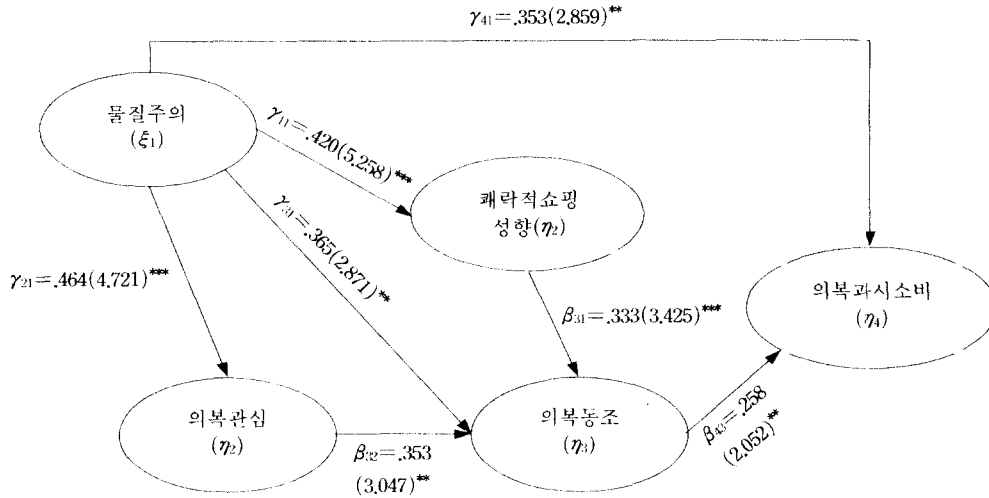 γ41=.353(2.859)**
물질주의
(ξ1)
γ11=.420(5.258)***
쾌락적쇼핑
성향(η2)
γ31=.365(2.871)**
γ21=.464(4.721)***
의복과시소비
(η4)
β31=.333(3.425)***
의복관심
(η2)
의복동조
(η3)
β32=.353
(3.047)**
β43=.258
(2.052)**